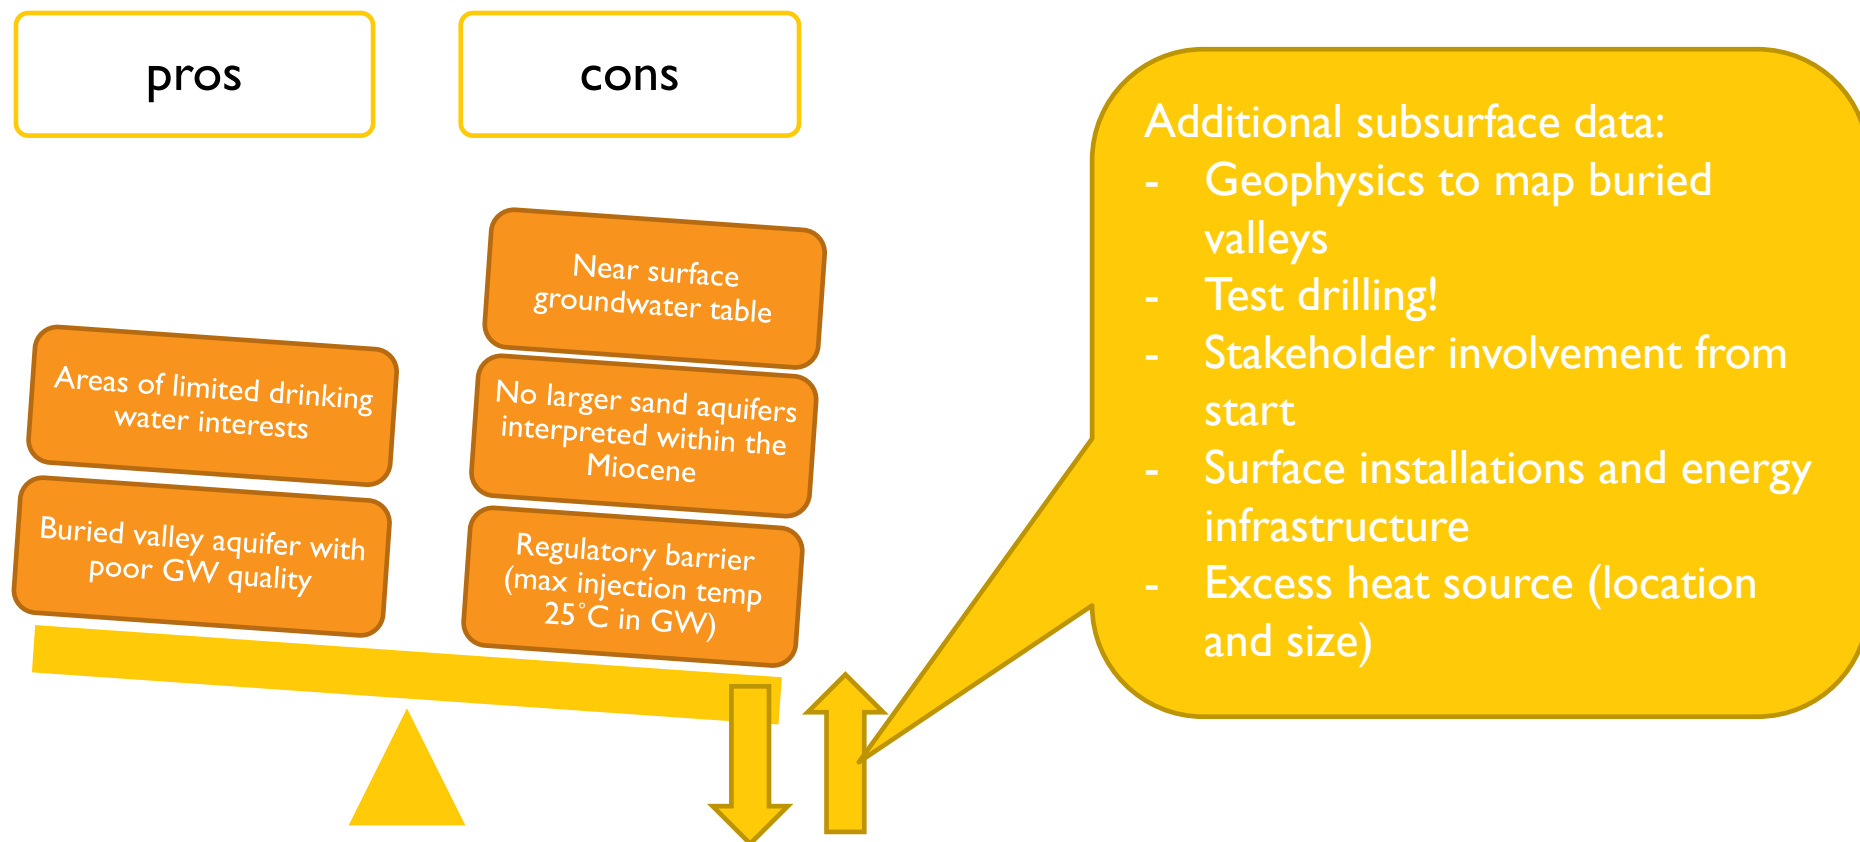 pros
cons
Near surface
groundwater table
Areas of limited drinking
water interests
No larger sand aquifers
interpreted within the
Miocene
Buried valley aquifer with
poor GW quality
Regulatory barrier
(max injection temp
25˚C in GW)
Additional subsurface data:
- Geophysics to map buried
valleys
- Test drilling!
- Stakeholder involvement from
start
- Surface installations and energy
infrastructure
- Excess heat source (location
and size)